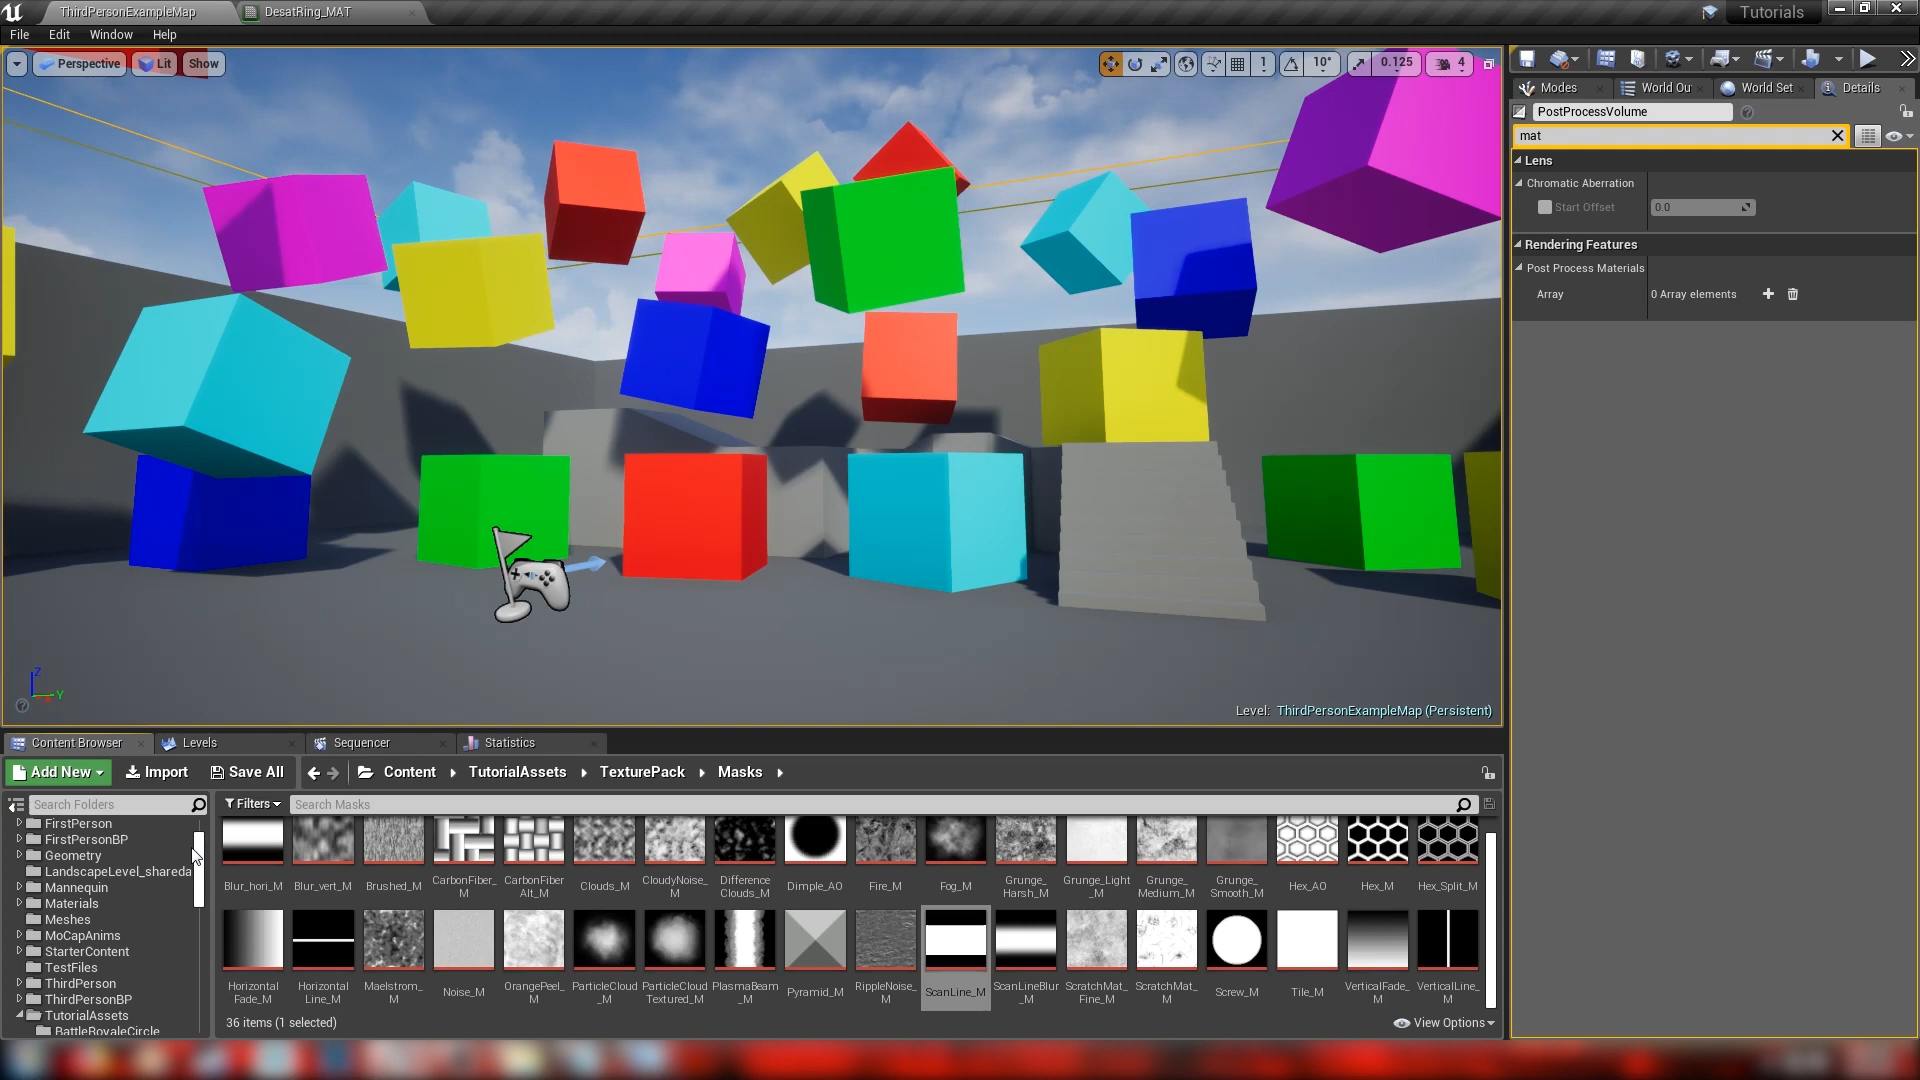 ThirdPersonExampleMap
DesatRing_MAT
Tutorials
File Edit Window Help
Perspective Lit Show
1 10° 0.125 4
Modes World Ou World Set Details
PostProcessVolume
mat
Lens
Chromatic Aberration
Start Offset 0.0
Rendering Features
Post Process Materials
Array 0 Array elements
Z
Y
Level: ThirdPersonExampleMap (Persistent)
Content Browser Levels Sequencer Statistics
Add New Import Save All Content TutorialAssets TexturePack Masks
Search Folders
Filters Search Masks
FirstPerson
FirstPersonBP
Geometry
LandscapeLevel_shareda
Mannequin
Materials
Meshes
MoCapAnims
StarterContent
TestFiles
ThirdPerson
ThirdPersonBP
TutorialAssets
BattleRoyaleCircle
Blur_hori_M
Blur_vert_M
Brushed_M
CarbonFiber_
M
CarbonFiber
Alt_M
Clouds_M
CloudyNoise_
M
Difference
Clouds_M
Dimple_AO
Fire_M
Fog_M
Grunge_
Harsh_M
Grunge_Light
_M
Grunge_
Medium_M
Grunge_
Smooth_M
Hex_AO
Hex_M
Hex_Split_M
Horizontal
Fade_M
Horizontal
Line_M
Maelstrom_
M
Noise_M
OrangePeel_
M
ParticleCloud
_M
ParticleCloud
Textured_M
PlasmaBeam
_M
Pyramid_M
RippleNoise_
M
ScanLine_M
ScanLineBlur
_M
ScratchMat_
Fine_M
ScratchMat_
M
Screw_M
Tile_M
VerticalFade_
M
VerticalLine_
M
36 items (1 selected)
View Options